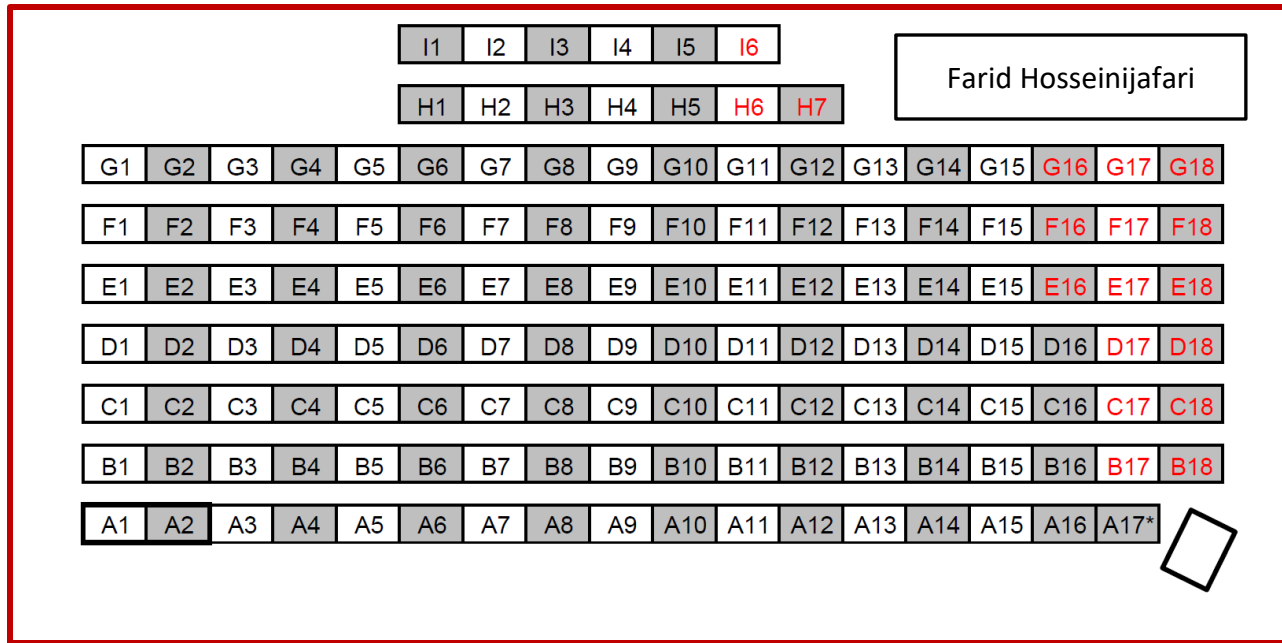 I1 I2 I3 I4 I5 I6
Farid Hosseinijafari
H1 H2 H3 H4 H5 H6 H7
G1 G2 G3 G4 G5 G6 G7 G8 G9 G10 G11 G12 G13 G14 G15 G16 G17 G18
F1 F2 F3 F4 F5 F6 F7 F8 F9 F10 F11 F12 F13 F14 F15 F16 F17 F18
E1 E2 E3 E4 E5 E6 E7 E8 E9 E10 E11 E12 E13 E14 E15 E16 E17 E18
D1 D2 D3 D4 D5 D6 D7 D8 D9 D10 D11 D12 D13 D14 D15 D16 D17 D18
C1 C2 C3 C4 C5 C6 C7 C8 C9 C10 C11 C12 C13 C14 C15 C16 C17 C18
B1 B2 B3 B4 B5 B6 B7 B8 B9 B10 B11 B12 B13 B14 B15 B16 B17 B18
A1 A2 A3 A4 A5 A6 A7 A8 A9 A10 A11 A12 A13 A14 A15 A16 A17*